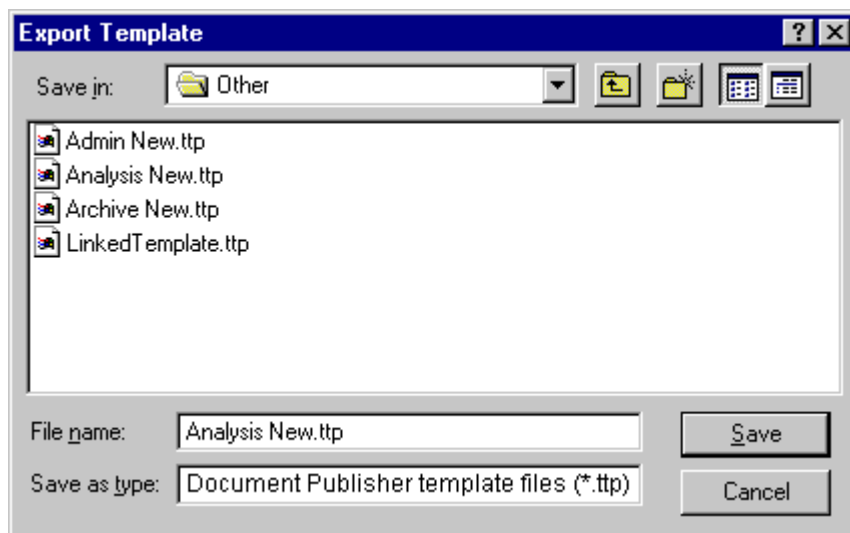 Export Template
Save in: Other
Admin New.ttp
Analysis New.ttp
Archive New.ttp
LinkedTemplate.ttp
File name: Analysis New.ttp Save
Save as type: Document Publisher template files (*.ttp) Cancel